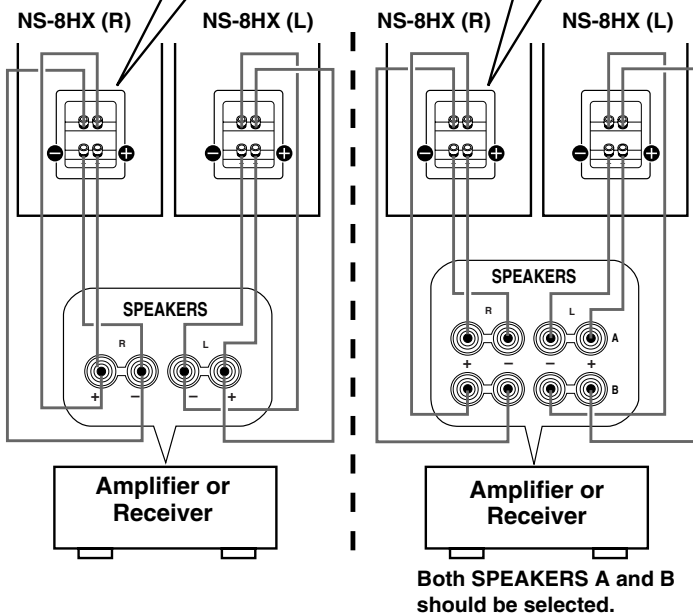 NS-8HX (R)
NS-8HX (L)
− +
− +
SPEAKERS
R L
+ − − +
Amplifier or
Receiver
NS-8HX (R)
NS-8HX (L)
− +
− +
SPEAKERS
R L
A
+ − − +
B
Amplifier or
Receiver
Both SPEAKERS A and B
should be selected.